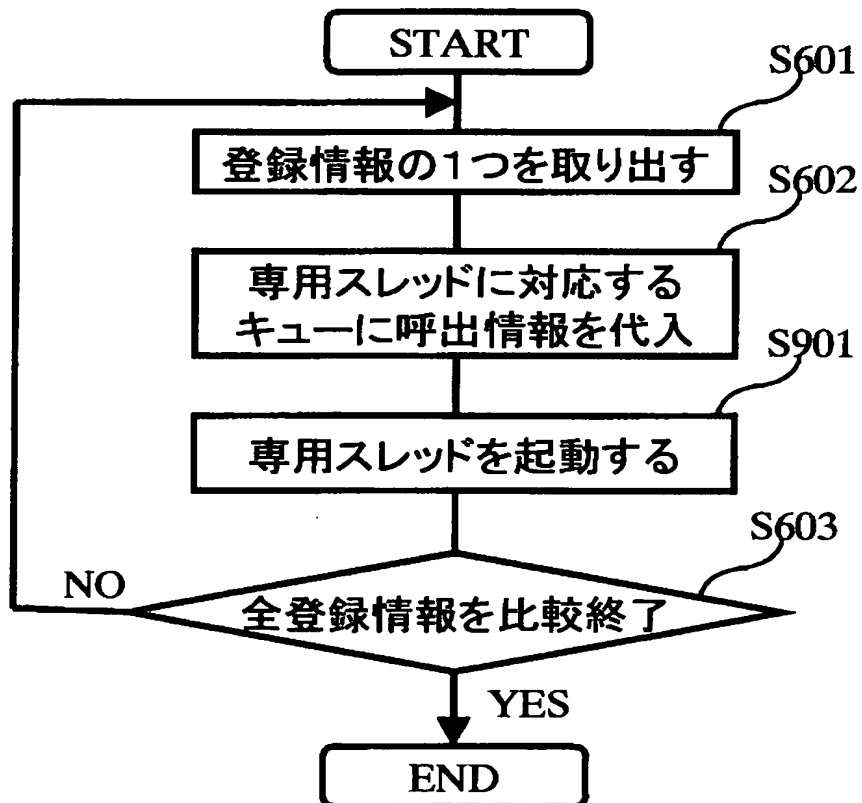 START
S601
登録情報の1つを取り出す
S602
専用スレッドに対応する
キューに呼出情報を代入
S901
専用スレッドを起動する
S603
NO
全登録情報を比較終了
YES
END